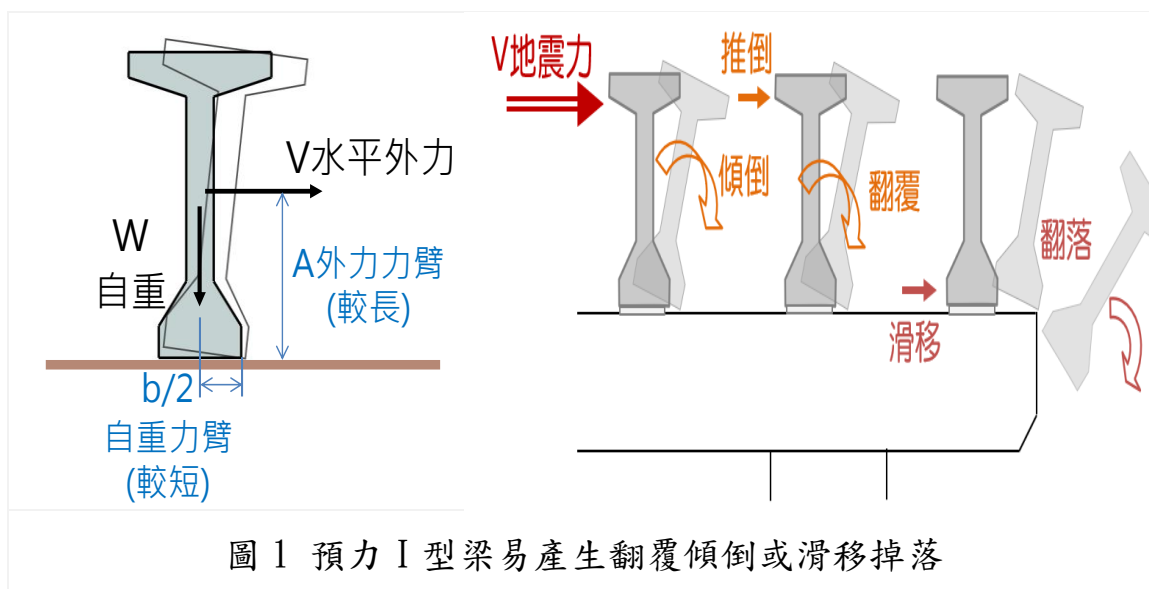 V水平外力
W
自重
A外力力臂
(較長)
b/2
自重力臂
(較短)
V地震力
推倒
傾倒
翻覆
滑移
翻落
圖 1 預力 I 型梁易產生翻覆傾倒或滑移掉落